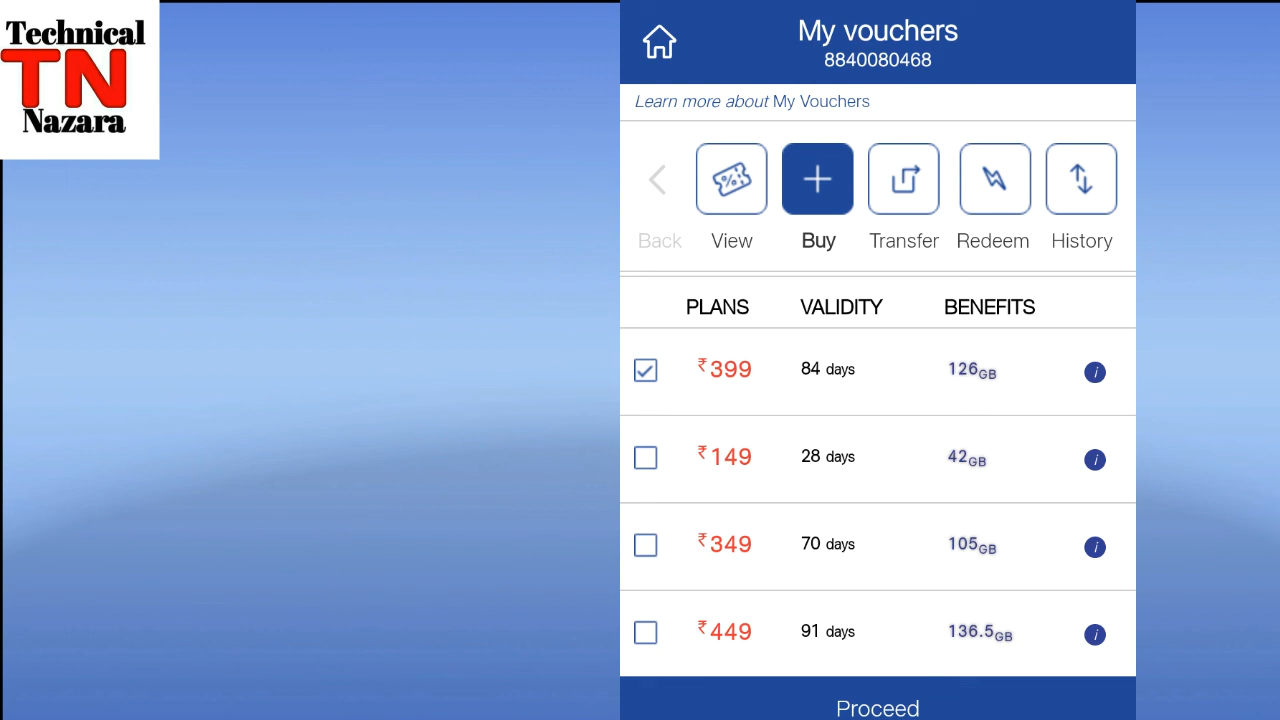 Technical
TN
Nazara
My vouchers
8840080468
Learn more about My Vouchers
Back View Buy Transfer Redeem History
PLANS VALIDITY BENEFITS
₹399 84 days 126GB i
₹149 28 days 42GB i
₹349 70 days 105GB i
₹449 91 days 136.5GB i
Proceed